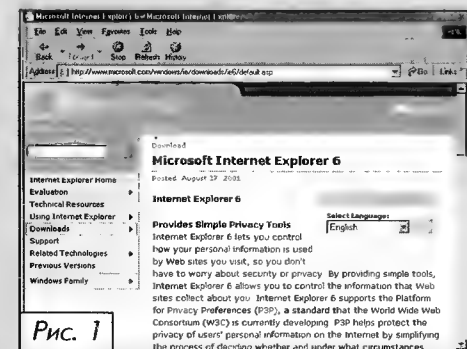 File Edit View Favorites Tools Help
Back Stop Refresh History
Address http://www.microsoft.com/windows/ie/downloads/ie6/default.asp Go Links
Download
Microsoft Internet Explorer 6
Posted August 27 2001
Internet Explorer Home
Evaluation
Technical Resources
Using Internet Explorer
Downloads
Support
Related Technologies
Previous Versions
Windows Family
Internet Explorer 6
Select Language:
English
Provides Simple Privacy Tools
Internet Explorer 6 lets you control
how your personal information is used
by Web sites you visit, so you don't
have to worry about security or privacy By providing simple tools,
Internet Explorer 6 allows you to control the information that Web
sites collect about you Internet Explorer 6 supports the Platform
for Privacy Preferences (P3P), a standard that the World Wide Web
Consortium (W3C) is currently developing P3P helps protect the
privacy of users' personal information on the Internet by simplifying
the process of deciding whether and under what circumstances
Рис. 1